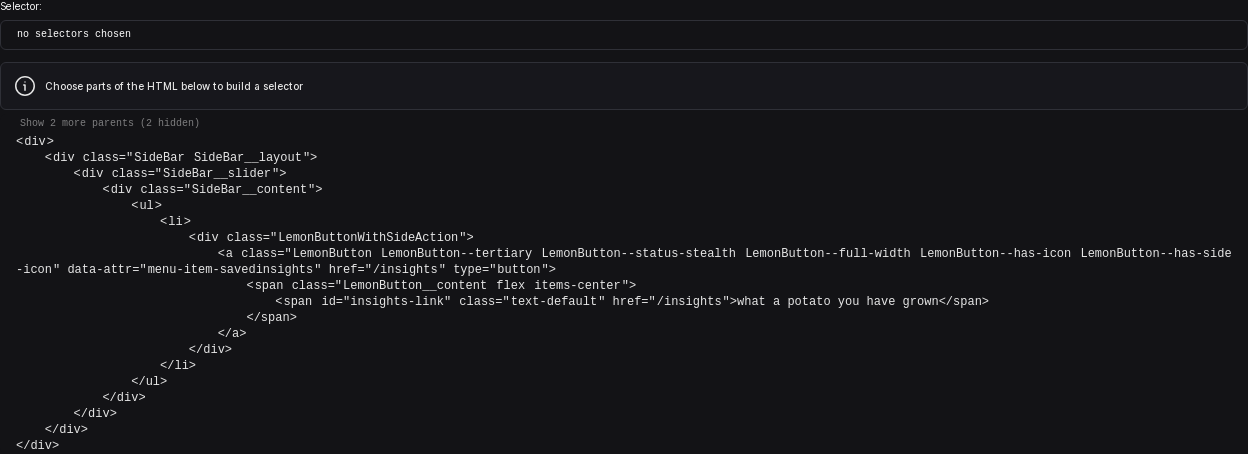 Selector:
no selectors chosen
Choose parts of the HTML below to build a selector
Show 2 more parents (2 hidden)
<div>
    <div class="SideBar SideBar__layout">
        <div class="SideBar__slider">
            <div class="SideBar__content">
                <ul>
                    <li>
                        <div class="LemonButtonWithSideAction">
                            <a class="LemonButton LemonButton--tertiary LemonButton--status-stealth LemonButton--full-width LemonButton--has-icon LemonButton--has-side
-icon" data-attr="menu-item-savedinsights" href="/insights" type="button">
                                <span class="LemonButton__content flex items-center">
                                    <span id="insights-link" class="text-default" href="/insights">what a potato you have grown</span>
                                </span>
                            </a>
                        </div>
                    </li>
                </ul>
            </div>
        </div>
    </div>
</div>